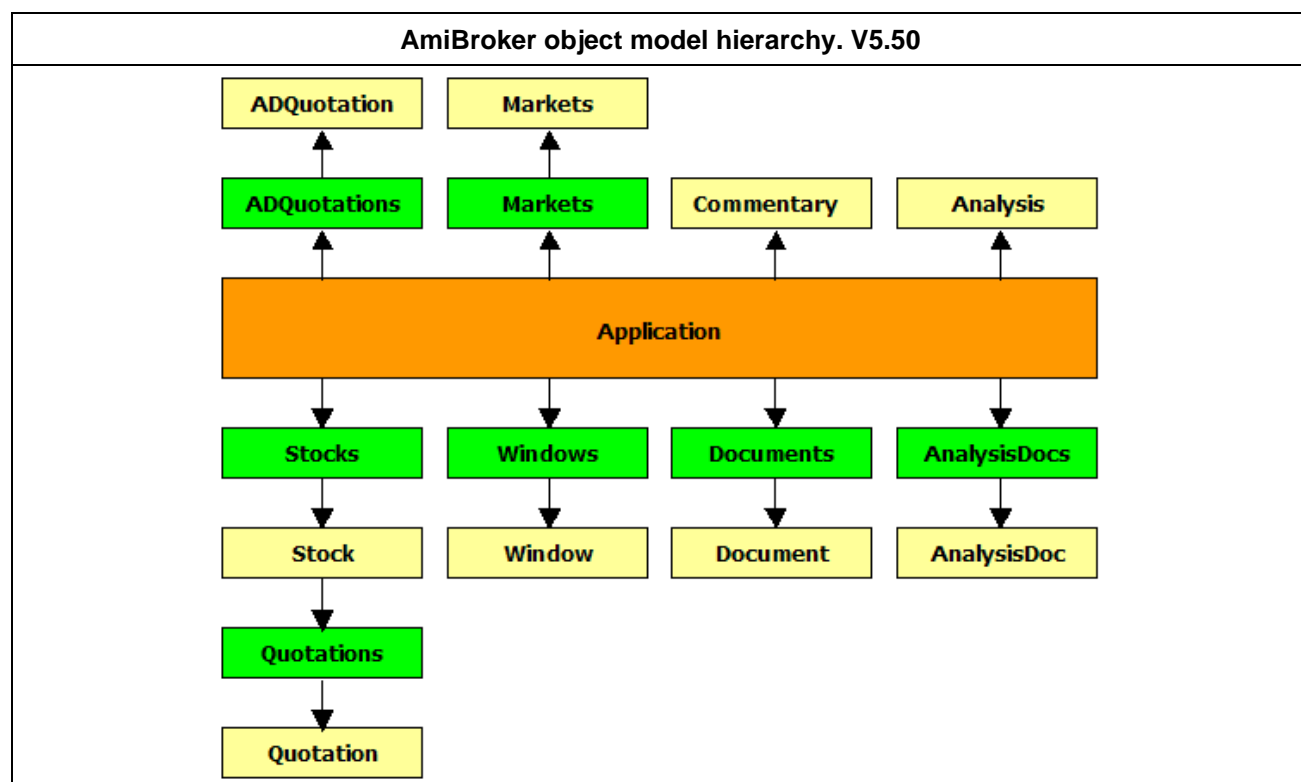 AmiBroker object model hierarchy. V5.50
ADQuotation
Markets
ADQuotations
Markets
Commentary
Analysis
Application
Stocks
Windows
Documents
AnalysisDocs
Stock
Window
Document
AnalysisDoc
Quotations
Quotation